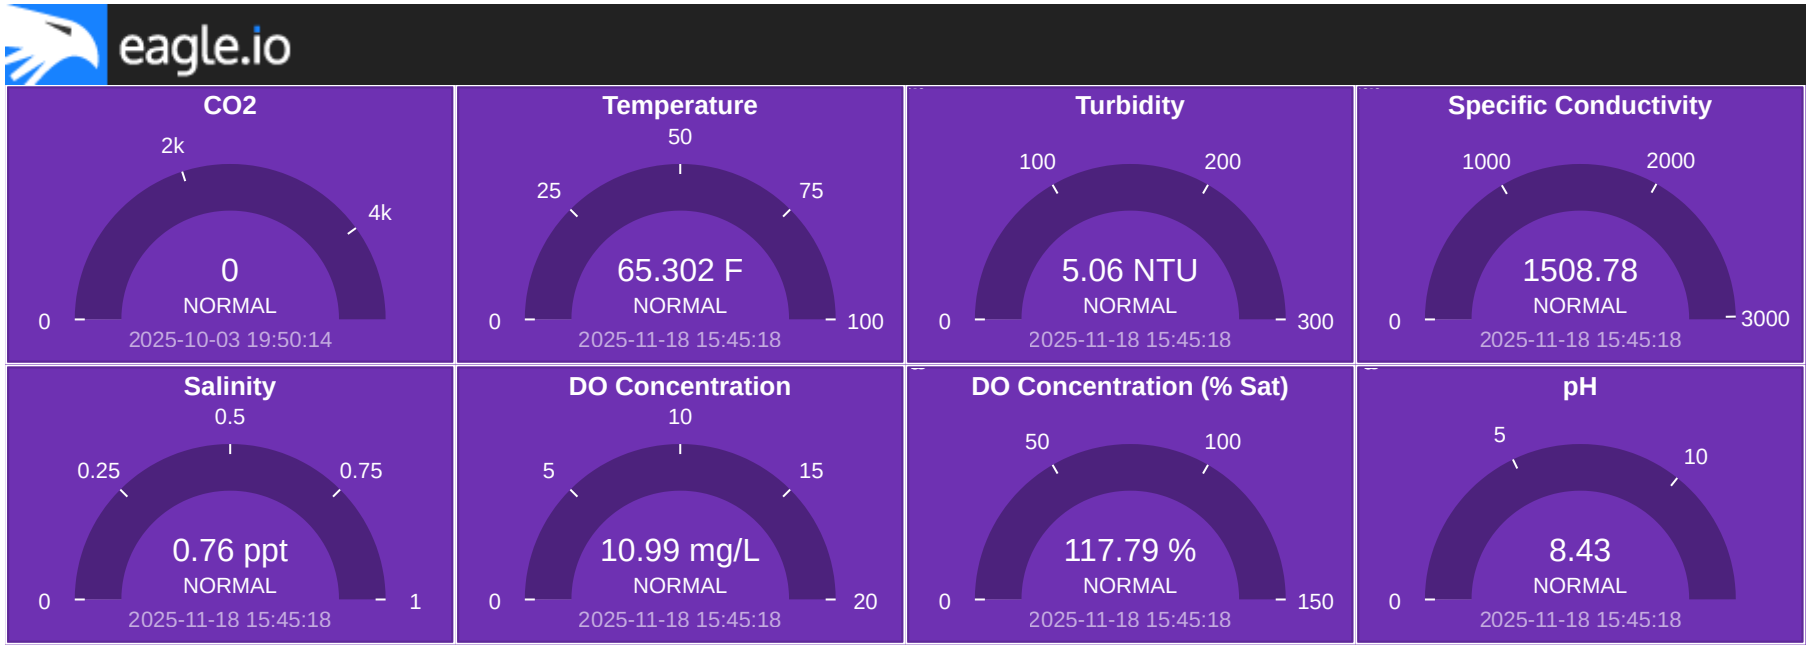 eagle.io
CO2
2k
4k
0
0
NORMAL
2025-10-03 19:50:14
Temperature
50
25
75
65.302 F
NORMAL
0
100
2025-11-18 15:45:18
Turbidity
100
200
5.06 NTU
NORMAL
0
300
2025-11-18 15:45:18
Specific Conductivity
1000
2000
1508.78
NORMAL
0
3000
2025-11-18 15:45:18
Salinity
0.5
0.25
0.75
0.76 ppt
NORMAL
0
1
2025-11-18 15:45:18
DO Concentration
10
5
15
10.99 mg/L
NORMAL
0
20
2025-11-18 15:45:18
DO Concentration (% Sat)
50
100
117.79 %
NORMAL
0
150
2025-11-18 15:45:18
pH
5
10
8.43
NORMAL
0
2025-11-18 15:45:18